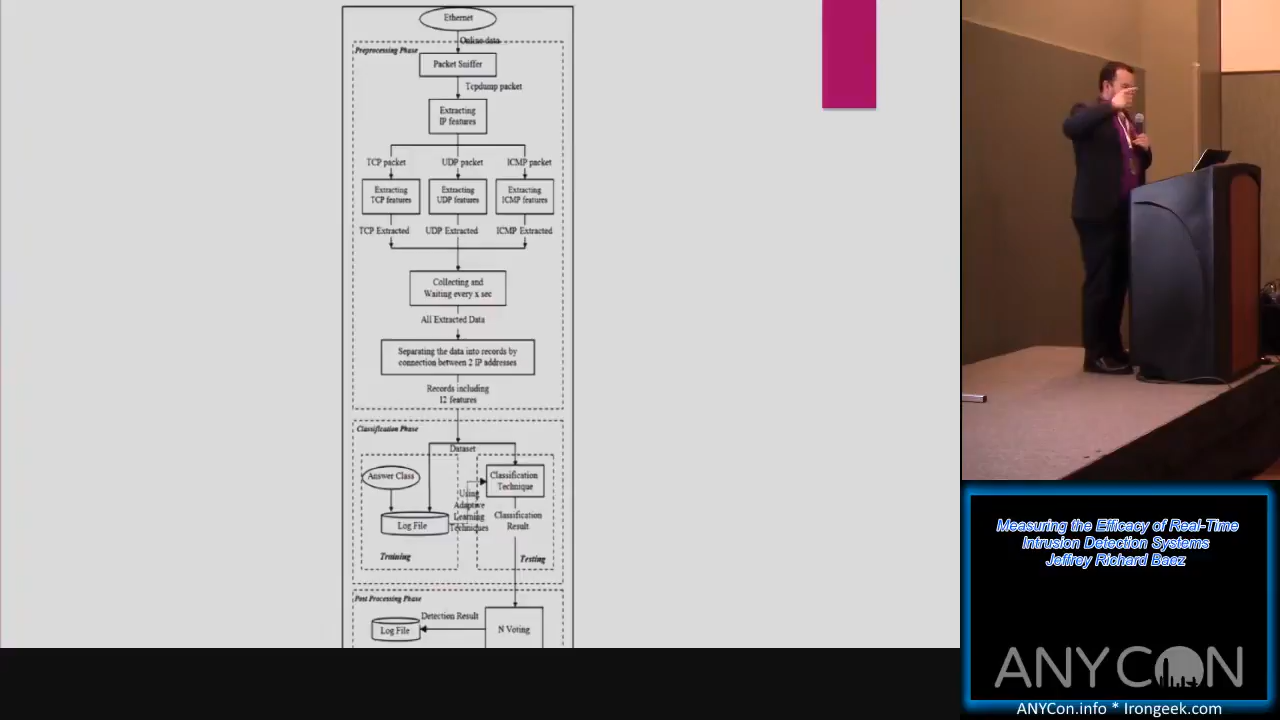 Ethernet
Online data
Preprocessing Phase
Packet Sniffer
Tcpdump packet
Extracting
IP features
TCP packet
UDP packet
ICMP packet
Extracting
TCP features
Extracting
UDP features
Extracting
ICMP features
TCP Extracted
UDP Extracted
ICMP Extracted
Collecting and
Waiting every x sec
All Extracted Data
Separating the data into records by
connection between 2 IP addresses
Records including
12 features
Classification Phase
Dataset
Answer Class
Log File
Training
Using
Adaptive
Learning
Techniques
Classification
Technique
Classification
Result
Testing
Post Processing Phase
Detection Result
Log File
N Voting
Measuring the Efficacy of Real-Time
Intrusion Detection Systems
Jeffrey Richard Baez
ANYCON
ANYCon.info * Irongeek.com